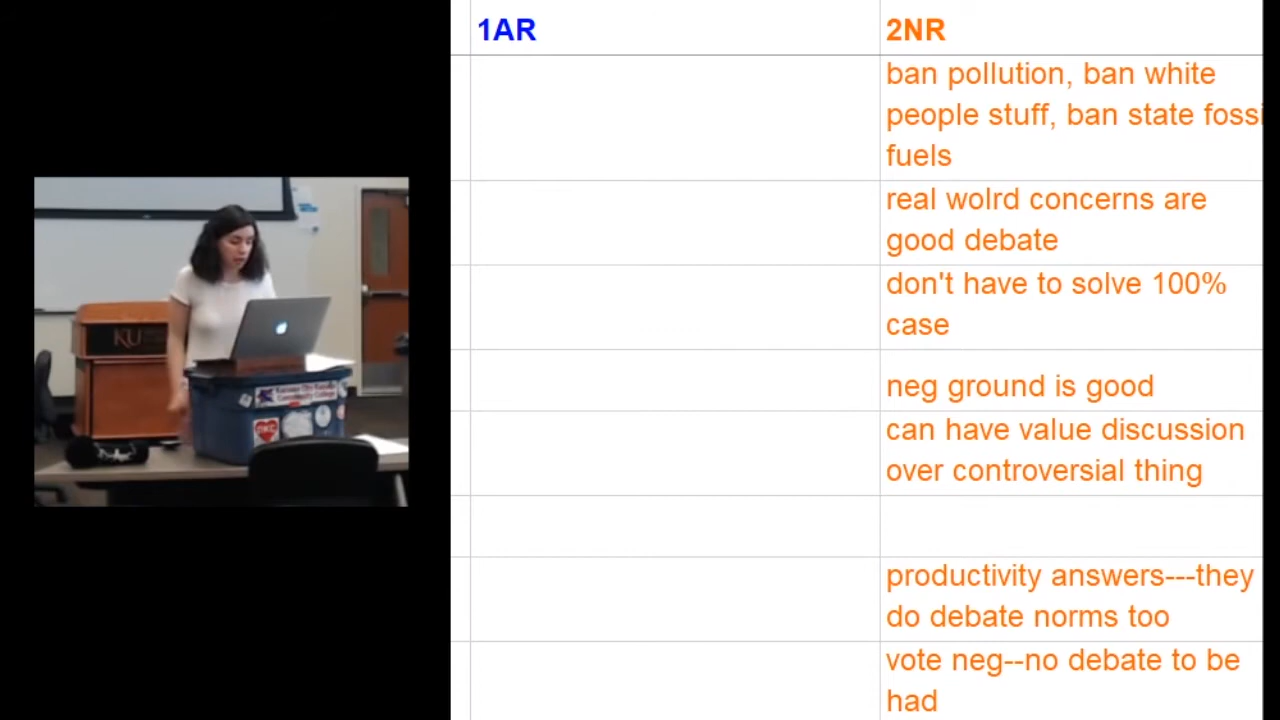 1AR
2NR
ban pollution, ban white
people stuff, ban state fossi
fuels
real wolrd concerns are
good debate
don't have to solve 100%
case
neg ground is good
can have value discussion
over controversial thing
productivity answers---they
do debate norms too
vote neg--no debate to be
had
KU